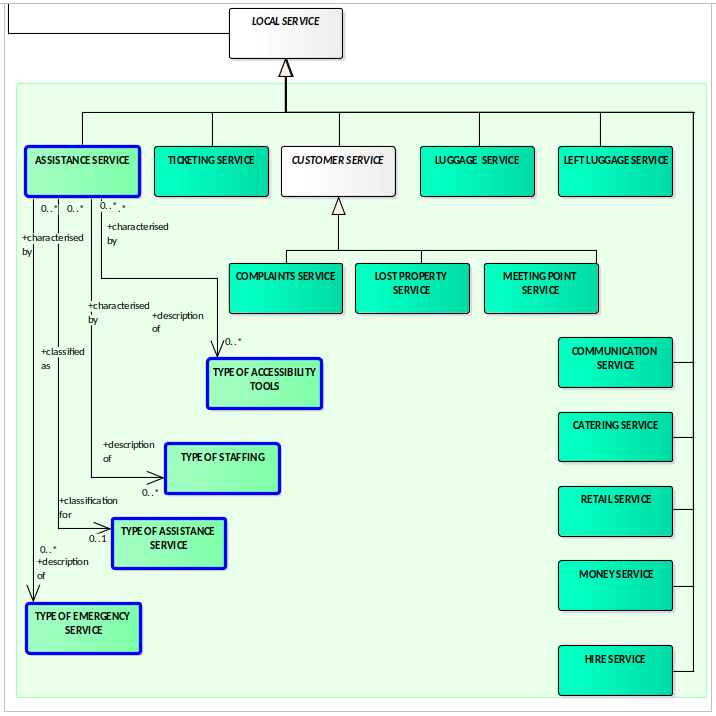 LOCAL SERVICE
ASSISTANCE SERVICE
TICKETING SERVICE
CUSTOMER SERVICE
LUGGAGE SERVICE
LEFT LUGGAGE SERVICE
0..*
0..*
0..*
..*
+characterised
by
+characterised
by
COMPLAINTS SERVICE
LOST PROPERTY
SERVICE
MEETING POINT
SERVICE
+characterised
by
+description
of
0..*
+classified
as
COMMUNICATION
SERVICE
TYPE OF ACCESSIBILITY
TOOLS
CATERING SERVICE
+description
of
TYPE OF STAFFING
0..*
RETAIL SERVICE
+classification
for
0..1
TYPE OF ASSISTANCE
SERVICE
0..*
+description
of
MONEY SERVICE
TYPE OF EMERGENCY
SERVICE
HIRE SERVICE